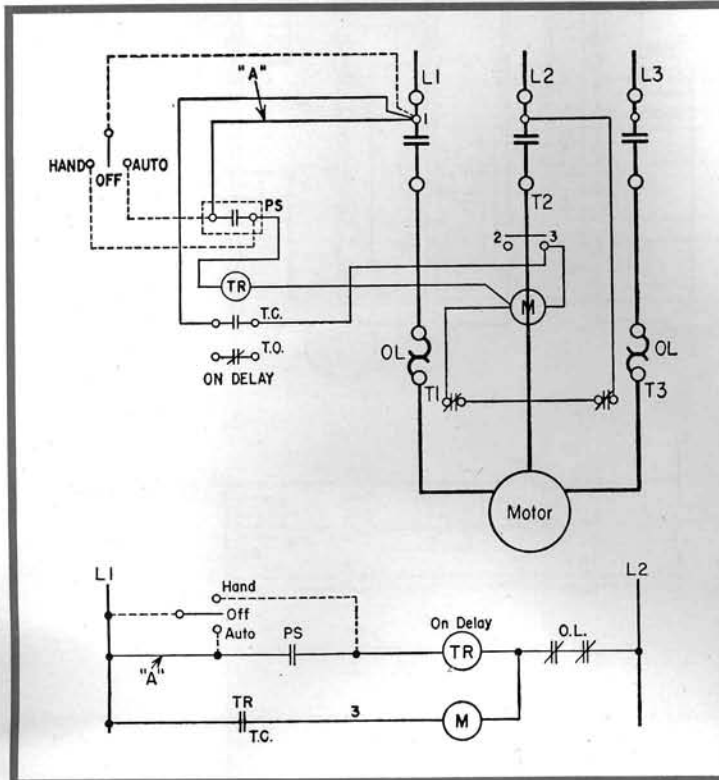 "A"
L1
L2
L3
1
HAND
OFF
AUTO
PS
T2
2
3
TR
M
T.C.
T.O.
ON DELAY
OL
OL
T1
T3
Motor
L1
L2
Hand
Off
Auto
PS
On Delay
O.L.
"A"
TR
TR
3
M
T.C.